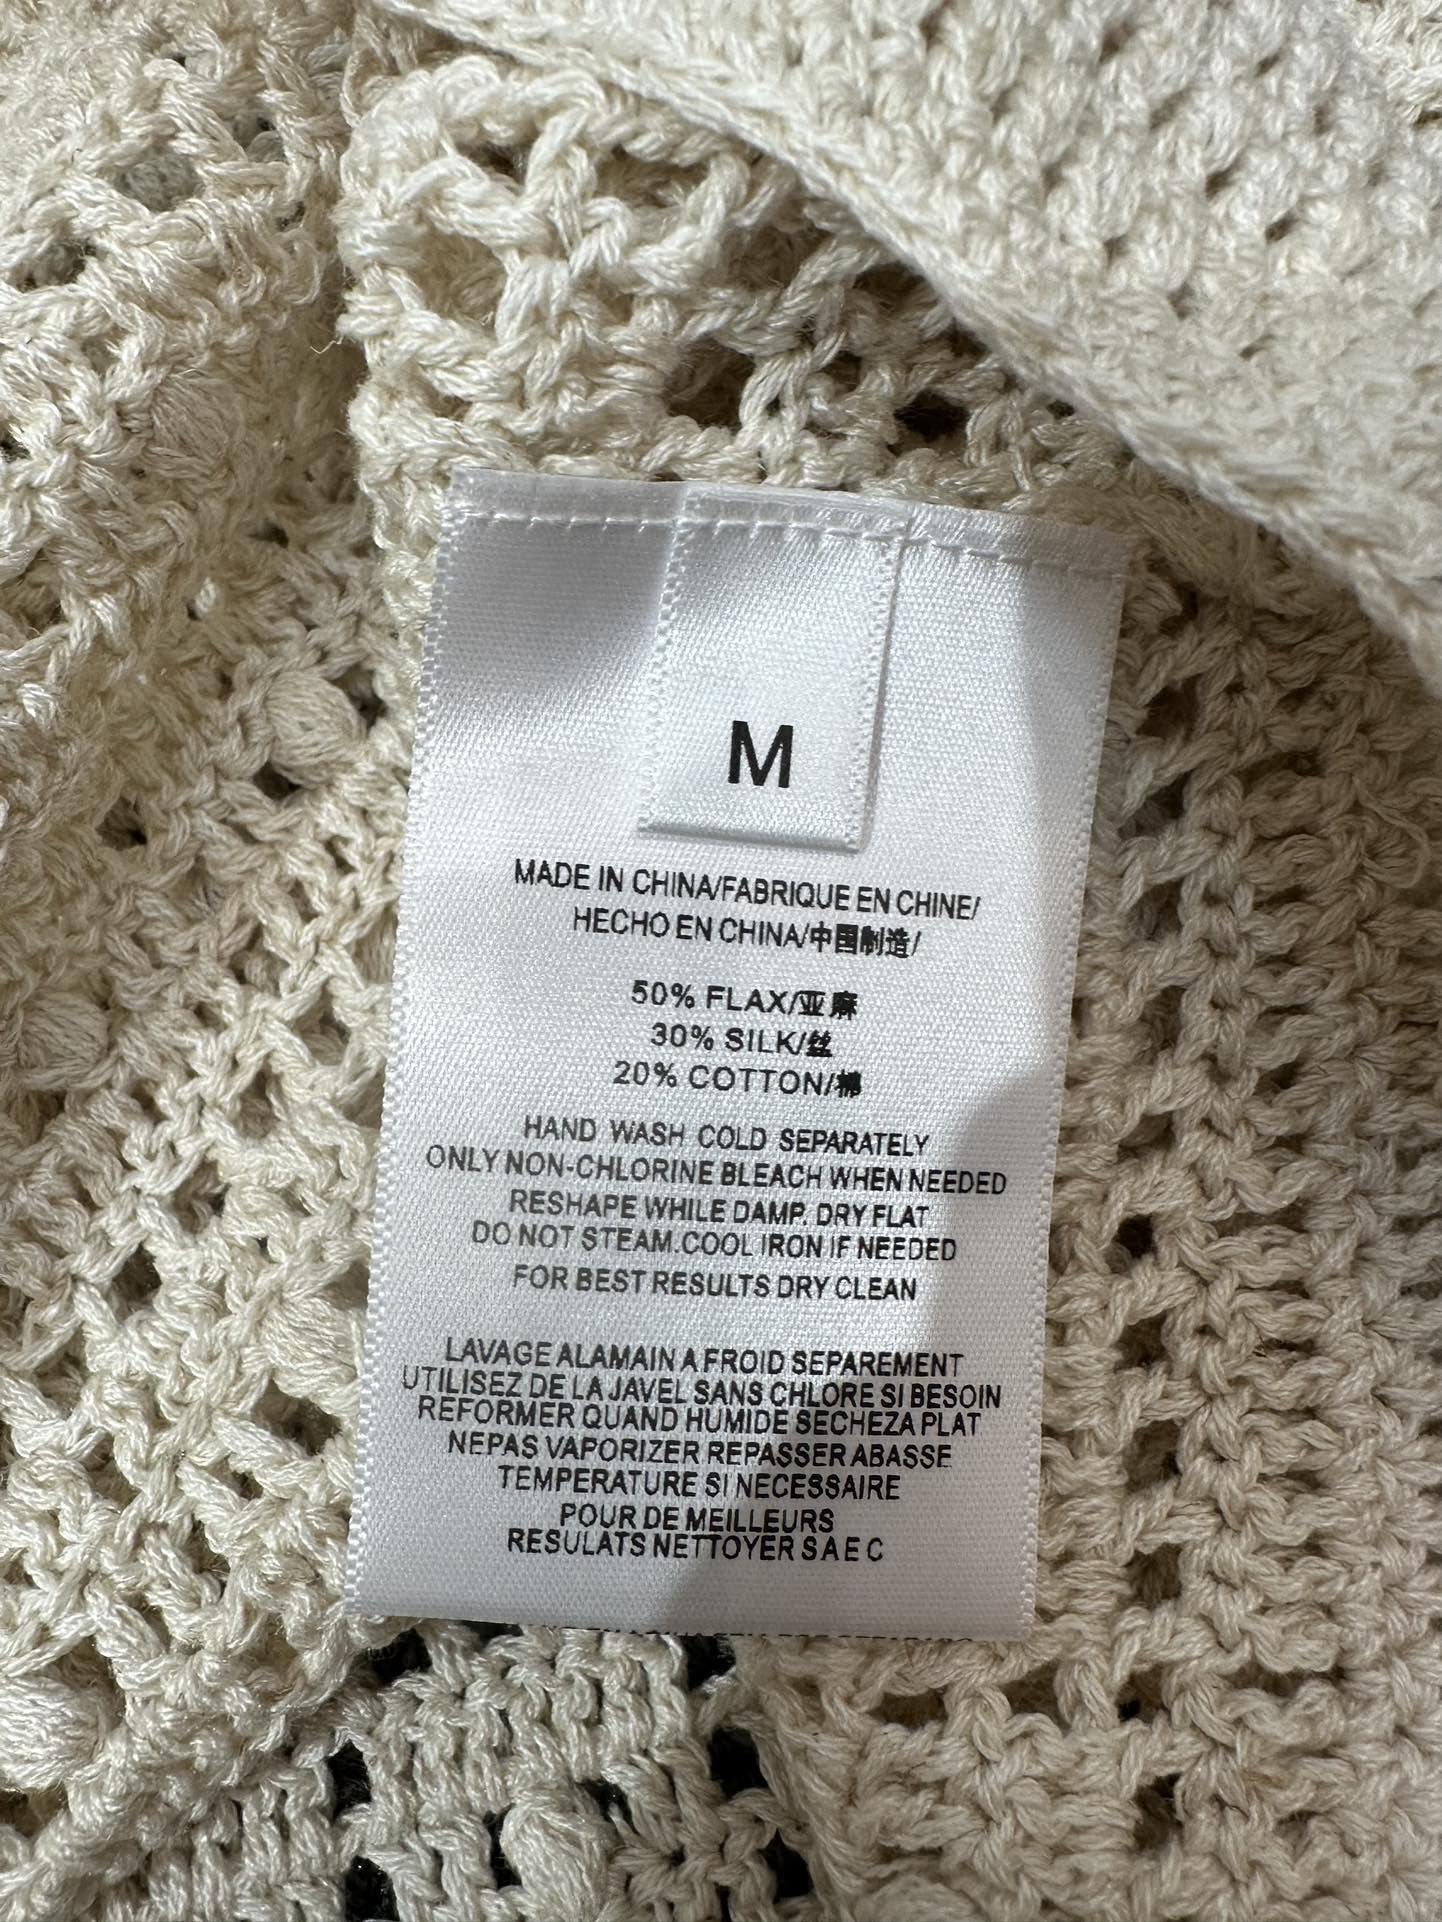 M
MADE IN CHINA/FABRIQUE EN CHINE/
HECHO EN CHINA/中国制造/
50% FLAX/亚麻
30% SILK/丝
20% COTTON/棉
HAND WASH COLD SEPARATELY
ONLY NON-CHLORINE BLEACH WHEN NEEDED
RESHAPE WHILE DAMP. DRY FLAT
DO NOT STEAM.COOL IRON IF NEEDED
FOR BEST RESULTS DRY CLEAN
LAVAGE ALAMAIN A FROID SEPAREMENT
UTILISEZ DE LA JAVEL SANS CHLORE SI BESOIN
REFORMER QUAND HUMIDE SECHEZA PLAT
NEPAS VAPORIZER REPASSER ABASSE
TEMPERATURE SI NECESSAIRE
POUR DE MEILLEURS
RESULATS NETTOYER S A E C